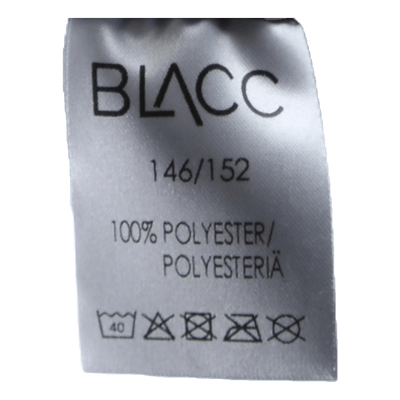 BLACC
146/152
100% POLYESTER/
POLYESTERIÄ
40